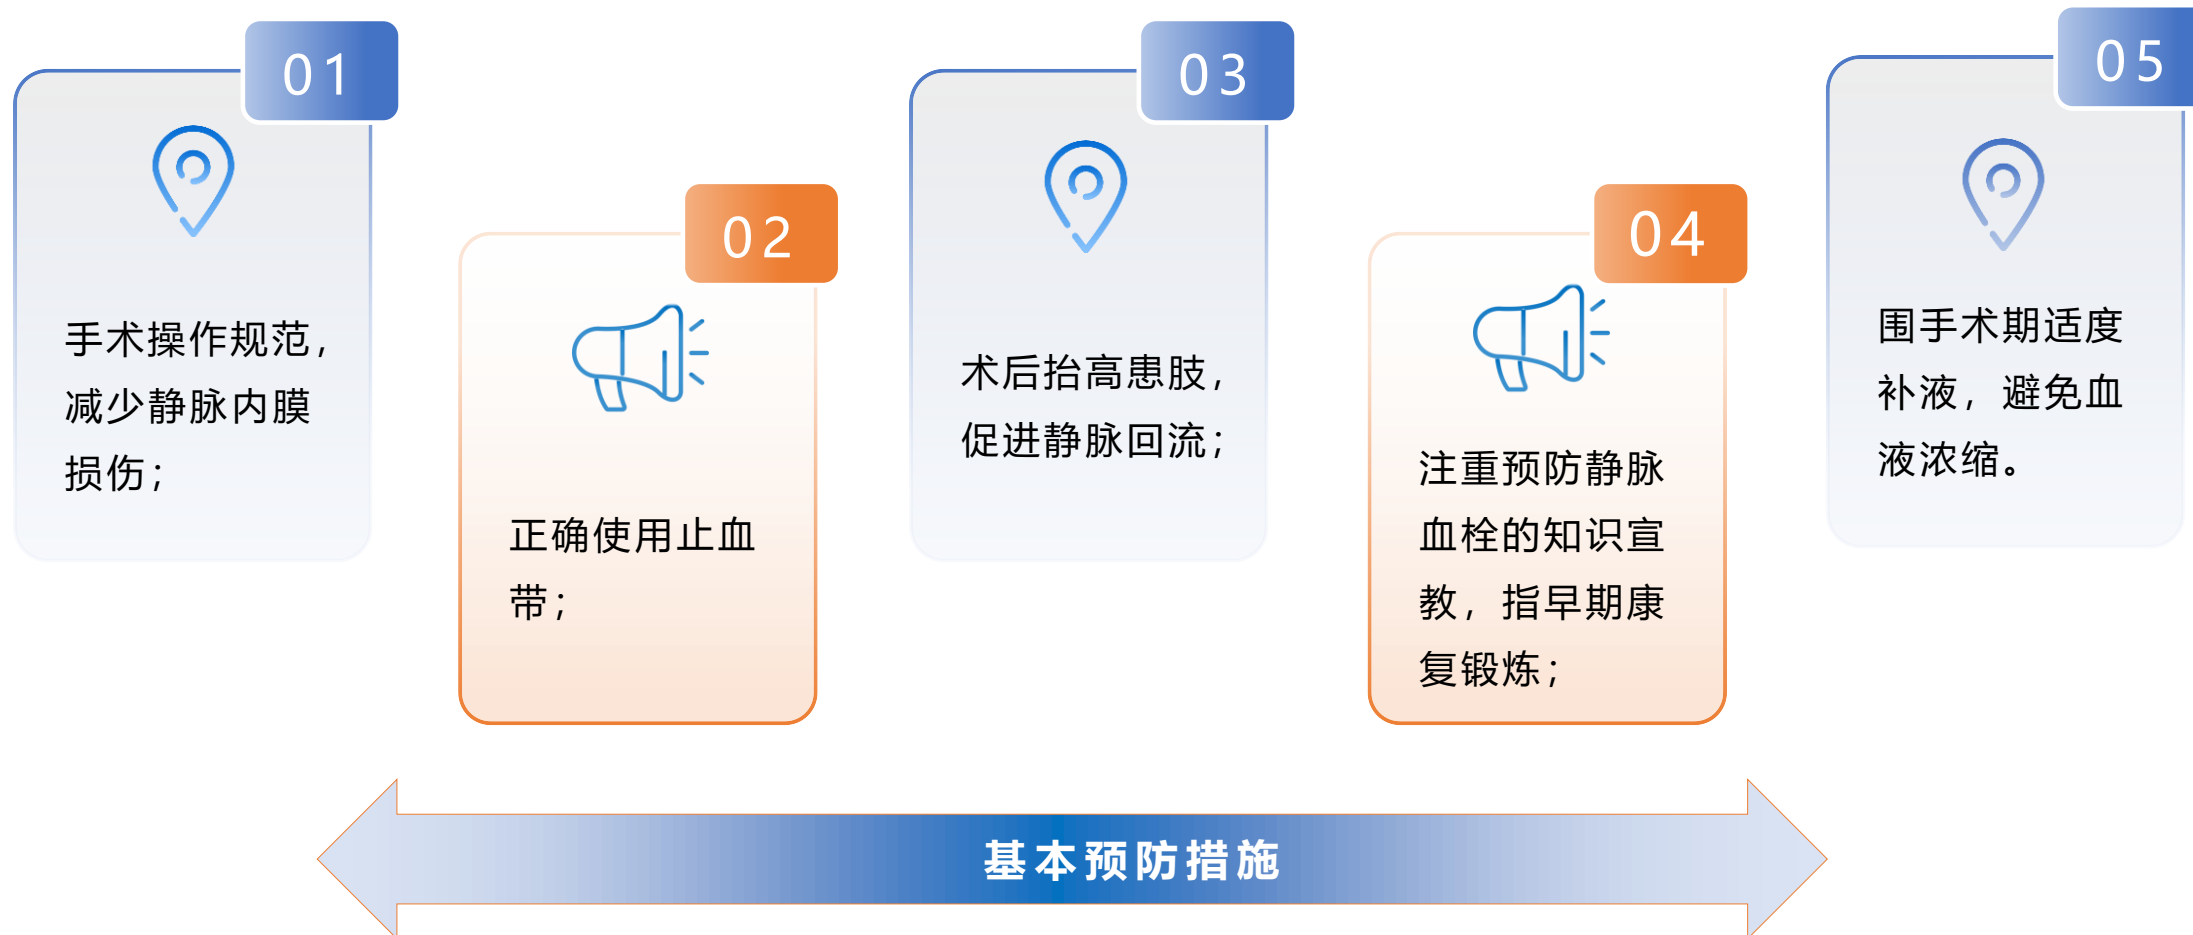 01
手术操作规范，
减少静脉内膜
损伤；
02
正确使用止血
带；
03
术后抬高患肢，
促进静脉回流；
04
注重预防静脉
血栓的知识宣
教，指早期康
复锻炼；
05
围手术期适度
补液，避免血
液浓缩。
基本预防措施